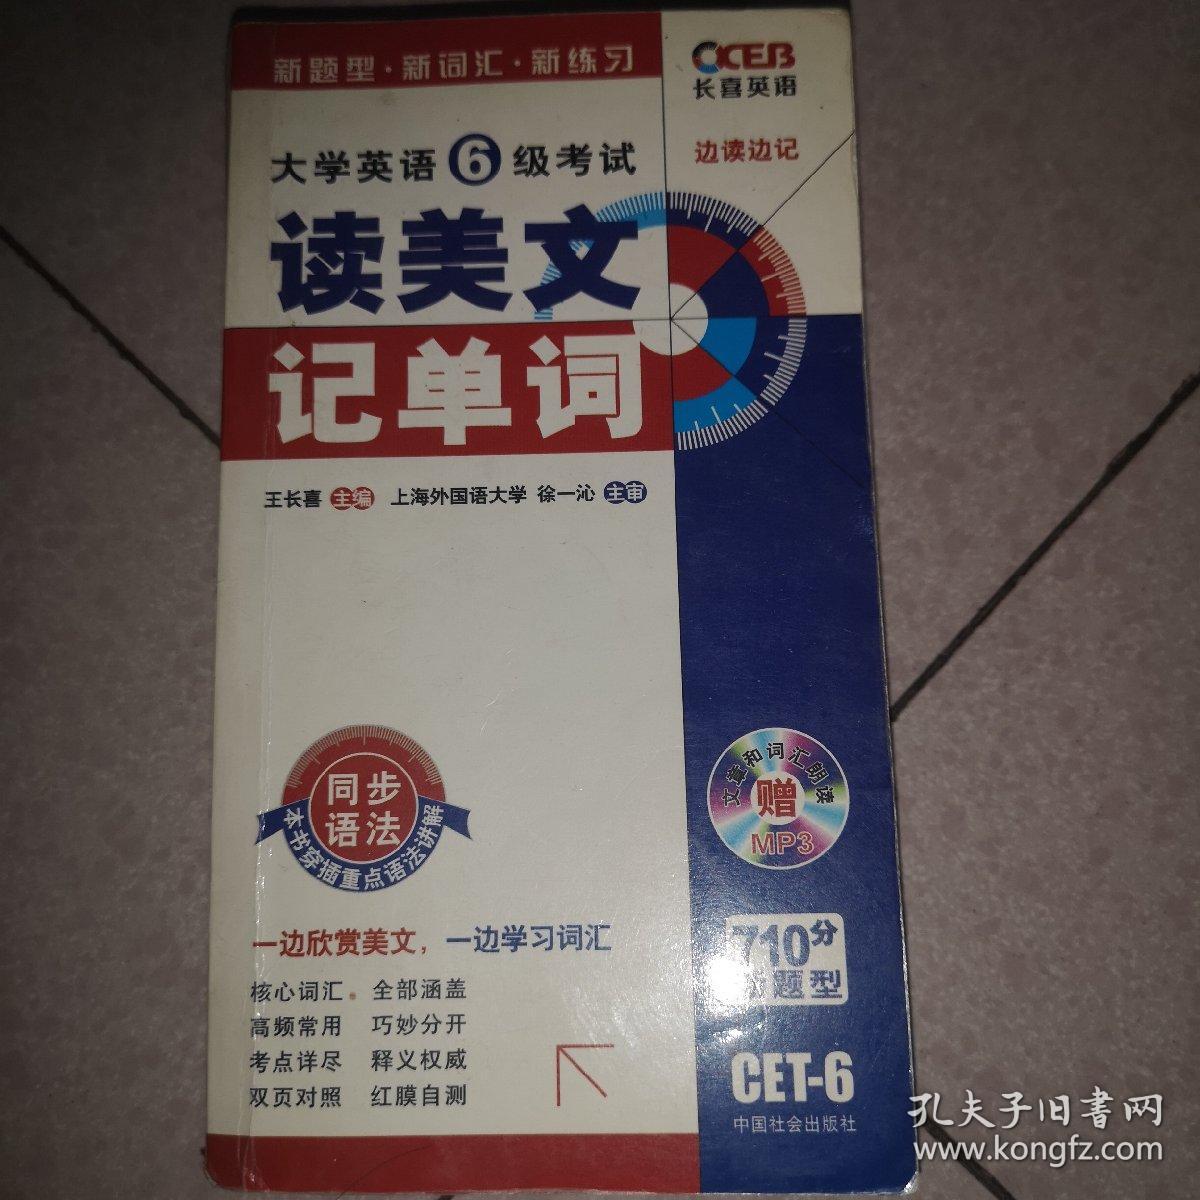 新题型·新词汇·新练习
CEB
长喜英语
大学英语6级考试
边读边记
读美文
记单词
王长喜 主编 上海外国语大学 徐一沁 主审
同步
语法
本书穿插重点语法讲解
文章和词汇朗读
赠
MP3
一边欣赏美文，一边学习词汇
核心词汇 全部涵盖
高频常用 巧妙分开
考点详尽 释义权威
双页对照 红膜自测
710分
新题型
CET-6
中国社会出版社
孔夫子旧書网
www.kongfz.com